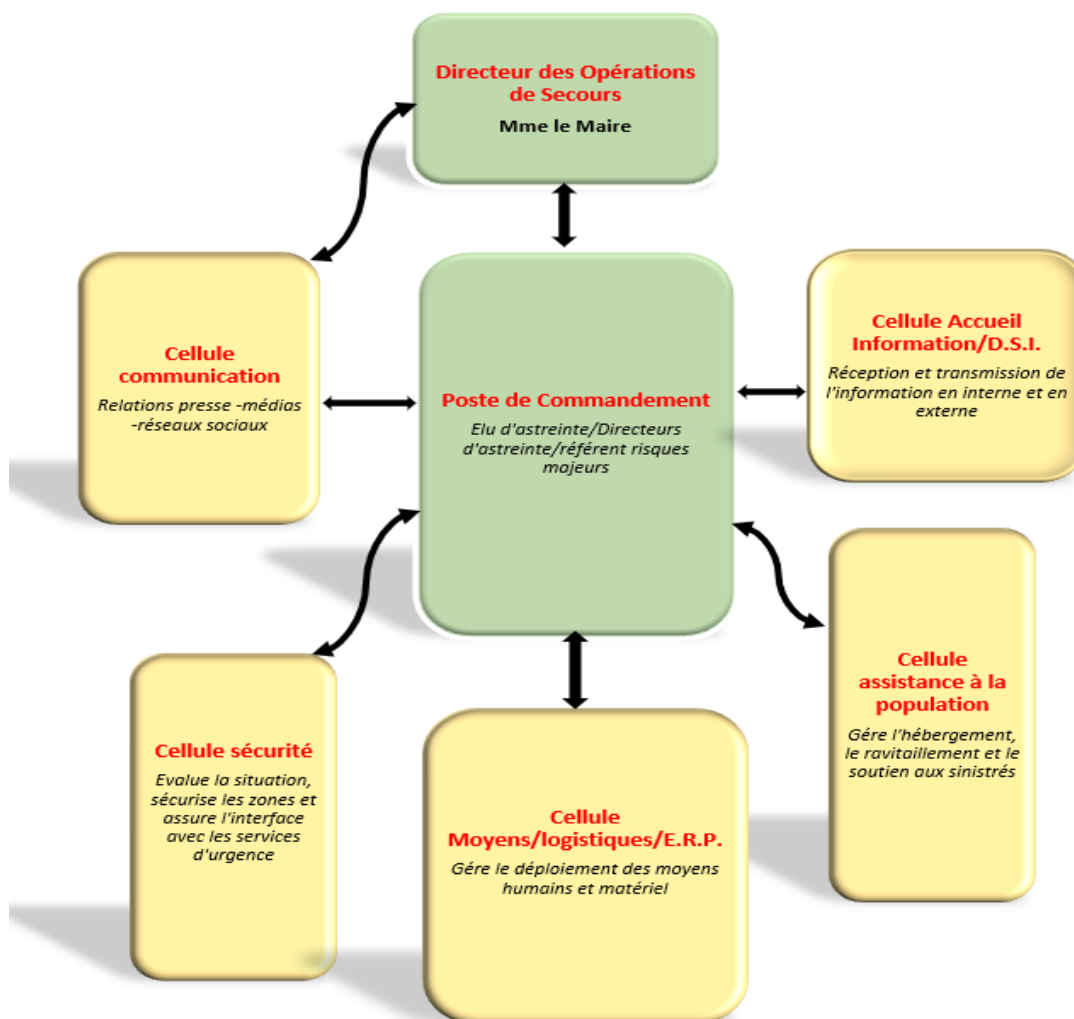 Directeur des Opérations
de Secours
Mme le Maire
Cellule
communication
Relations presse -médias
-réseaux sociaux
Poste de Commandement
Elu d'astreinte/Directeurs
d'astreinte/référent risques
majeurs
Cellule Accueil
Information/D.S.I.
Réception et transmission de
l'information en interne et en
externe
Cellule sécurité
Evalue la situation,
sécurise les zones et
assure l'interface
avec les services
d'urgence
Cellule
Moyens/logistiques/E.R.P.
Gére le déploiement des moyens
humains et matériel
Cellule
assistance à la
population
Gére l'hébergement,
le ravitaillement et le
soutien aux sinistrés